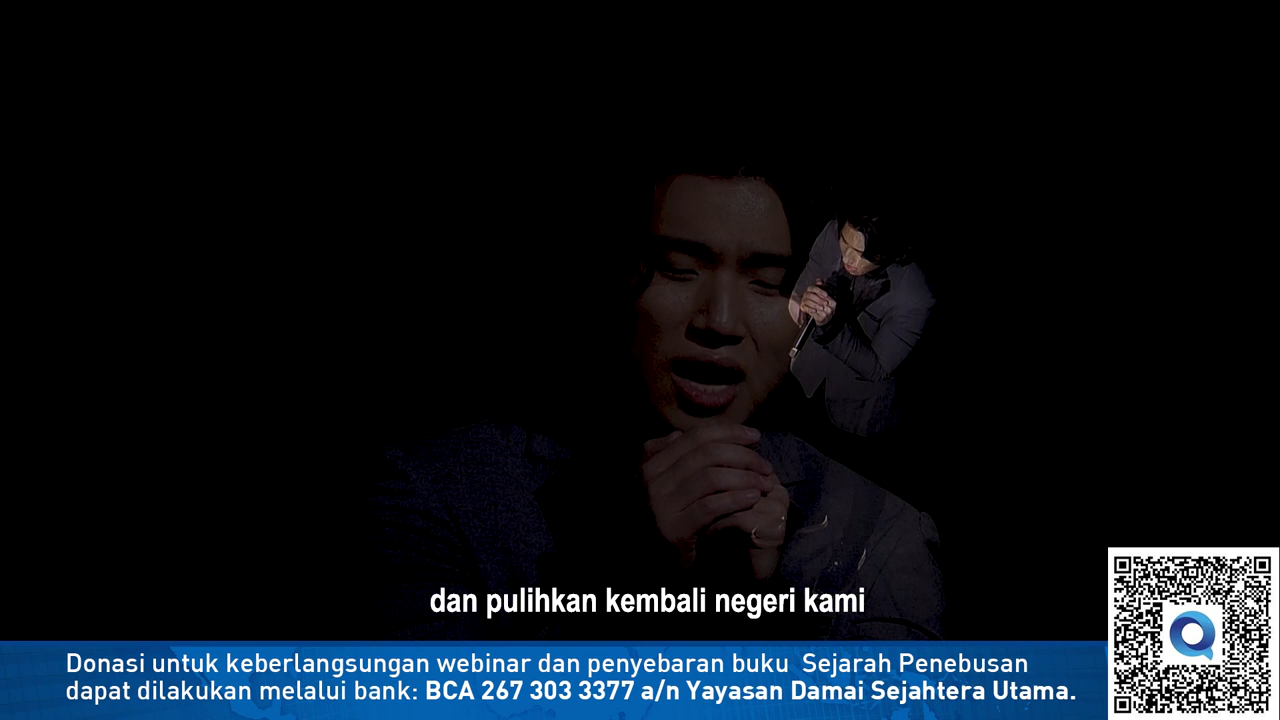 dan pulihkan kembali negeri kami
Donasi untuk keberlangsungan webinar dan penyebaran buku  Sejarah Penebusan
dapat dilakukan melalui bank: BCA 267 303 3377 a/n Yayasan Damai Sejahtera Utama.